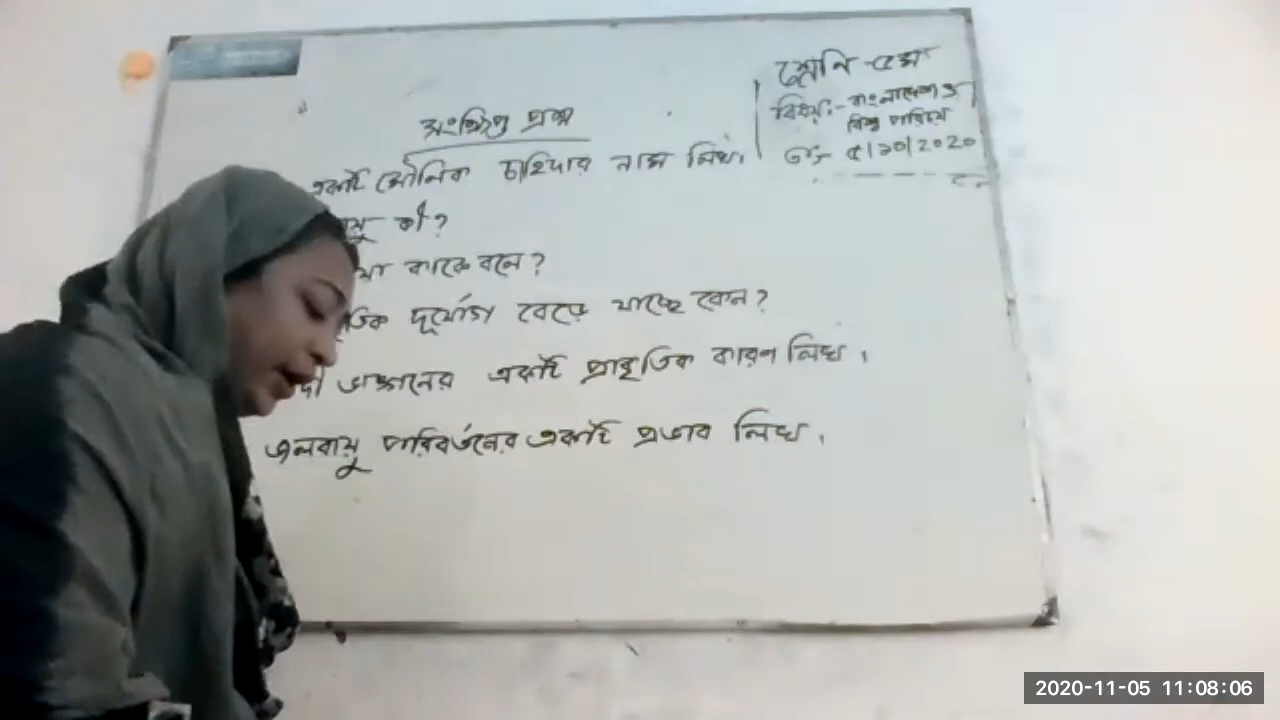 শ্রেণি - ৫ম
বিষয়:- বাংলাদেশ ও
বিশ্ব পরিচয়
তাং ৫/১০/2020
সংক্ষিপ্ত প্রশ্ন
একটি মৌলিক চাহিদার নাম লিখ।
কী?
কাকে বলে?
দূর্যোগ বেড়ে যাচ্ছে কেন?
ভাঙ্গনের একটি প্রাকৃতিক কারণ লিখ।
জলবায়ু পরিবর্তনের একটি প্রভাব লিখ।
2020-11-05 11:08:06